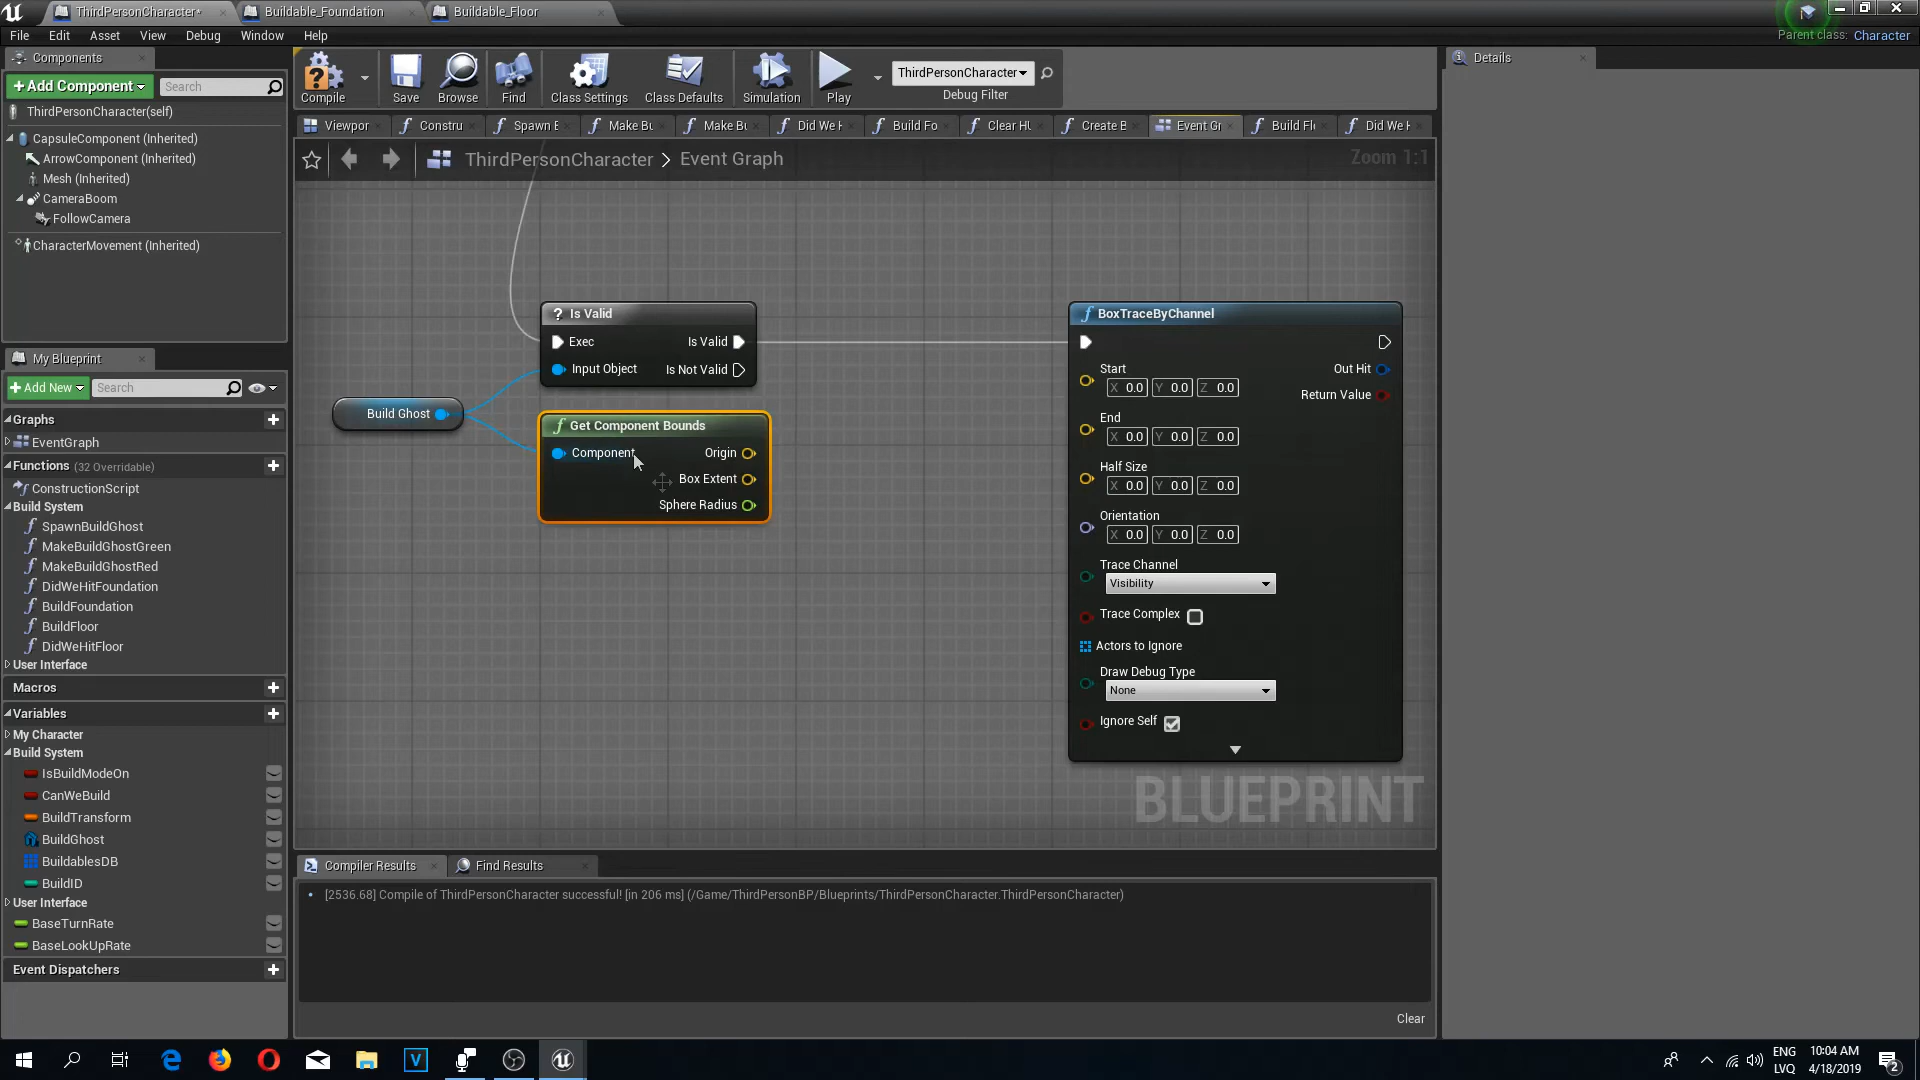 ThirdPersonCharacter*
Buildable_Foundation
Buildable_Floor
File
Edit
Asset
View
Debug
Window
Help
Parent class: Character
Components
+Add Component
Search
ThirdPersonCharacter(self)
CapsuleComponent (Inherited)
ArrowComponent (Inherited)
Mesh (Inherited)
CameraBoom
FollowCamera
CharacterMovement (Inherited)
Compile
Save
Browse
Find
Class Settings
Class Defaults
Simulation
Play
ThirdPersonCharacter
Debug Filter
Details
Viewpor
Constru
Spawn E
Make Bu
Make Bu
Did We H
Build Fo
Clear HU
Create B
Event Gr
Build Fl
Did We H
ThirdPersonCharacter > Event Graph
Zoom 1:1
My Blueprint
+Add New
Search
Graphs
EventGraph
Functions (32 Overridable)
ConstructionScript
Build System
SpawnBuildGhost
MakeBuildGhostGreen
MakeBuildGhostRed
DidWeHitFoundation
BuildFoundation
BuildFloor
DidWeHitFloor
User Interface
Macros
Variables
My Character
Build System
IsBuildModeOn
CanWeBuild
BuildTransform
BuildGhost
BuildablesDB
BuildID
User Interface
BaseTurnRate
BaseLookUpRate
Event Dispatchers
? Is Valid
Exec
Is Valid
Input Object
Is Not Valid
Build Ghost
f Get Component Bounds
Component
Origin
Box Extent
Sphere Radius
f BoxTraceByChannel
Start
X 0.0 Y 0.0 Z 0.0
Out Hit
Return Value
End
X 0.0 Y 0.0 Z 0.0
Half Size
X 0.0 Y 0.0 Z 0.0
Orientation
X 0.0 Y 0.0 Z 0.0
Trace Channel
Visibility
Trace Complex
Actors to Ignore
Draw Debug Type
None
Ignore Self
BLUEPRINT
Compiler Results
Find Results
[2536.68] Compile of ThirdPersonCharacter successful! [in 206 ms] (/Game/ThirdPersonBP/Blueprints/ThirdPersonCharacter.ThirdPersonCharacter)
Clear
ENG
LVQ
10:04 AM
4/18/2019
2